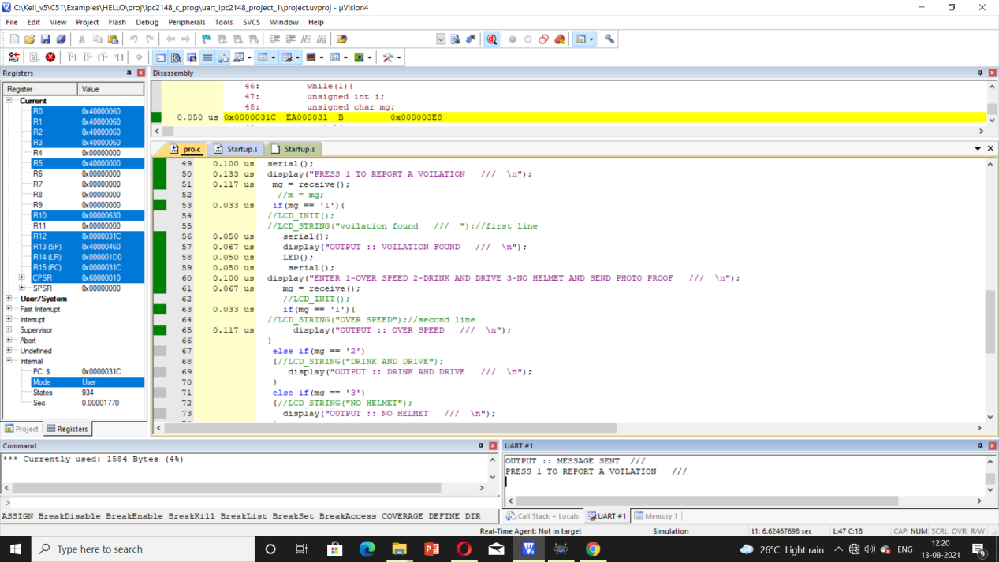 C:\Keil_v5\C51\Examples\HELLO\proj\lpc2148_c_prog\uart_lpc2148_project_1\project.uvproj - µVision4
File Edit View Project Flash Debug Peripherals Tools SVCS Window Help
RST
Registers
Register Value
Current
R0 0x40000060
R1 0x40000060
R2 0x40000060
R3 0x40000060
R4 0x00000000
R5 0x40000000
R6 0x00000000
R7 0x00000000
R8 0x00000000
R9 0x00000000
R10 0x00000630
R11 0x00000000
R12 0x0000031C
R13 (SP) 0x40000460
R14 (LR) 0x000001D0
R15 (PC) 0x0000031C
CPSR 0x60000010
SPSR 0x00000000
User/System
Fast Interrupt
Interrupt
Supervisor
Abort
Undefined
Internal
PC $ 0x0000031C
Mode User
States 934
Sec 0.00001770
Project Registers
Disassembly
46: while(1){
47: unsigned int i;
48: unsigned char mg;
0.050 us 0x0000031C EA000031 B 0x000003E8
pro.c Startup.s Startup.s
49 0.100 us serial();
50 0.133 us display("PRESS 1 TO REPORT A VOILATION /// \n");
51 0.117 us mg = receive();
52 //m = mg;
53 0.033 us if(mg == '1'){
54 //LCD_INIT();
55 //LCD_STRING("voilation found /// ");//first line
56 0.050 us serial();
57 0.067 us display("OUTPUT :: VOILATION FOUND /// \n");
58 0.050 us LED();
59 0.050 us serial();
60 0.100 us display("ENTER 1-OVER SPEED 2-DRINK AND DRIVE 3-NO HELMET AND SEND PHOTO PROOF /// \n");
61 0.067 us mg = receive();
62 //LCD_INIT();
63 0.033 us if(mg == '1'){
64 //LCD_STRING("OVER SPEED");//second line
65 0.117 us display("OUTPUT :: OVER SPEED /// \n");
66 }
67 else if(mg == '2')
68 {//LCD_STRING("DRINK AND DRIVE");
69 display("OUTPUT :: DRINK AND DRIVE /// \n");
70 }
71 else if(mg == '3')
72 {//LCD_STRING("NO HELMET");
73 display("OUTPUT :: NO HELMET /// \n");
Command
*** Currently used: 1584 Bytes (4%)
>
ASSIGN BreakDisable BreakEnable BreakKill BreakList BreakSet BreakAccess COVERAGE DEFINE DIR
UART #1
OUTPUT :: MESSAGE SENT ///
PRESS 1 TO REPORT A VOILATION ///
Call Stack + Locals UART #1 Memory 1
Real-Time Agent: Not in target Simulation t1: 6.62467698 sec L:47 C:18 CAP NUM SCRL OVR R/W
Type here to search
26°C Light rain ENG
12:20
13-08-2021
9